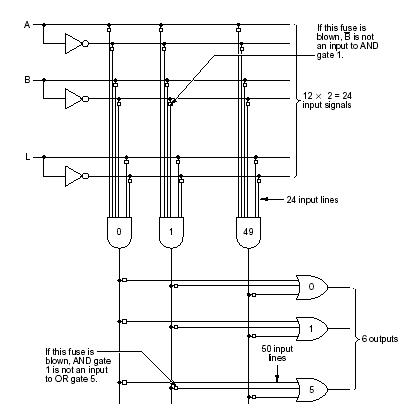 A
If this fuse is
blown, B̅ is not
an input to AND
gate 1.
B
12 × 2 = 24
input signals
L
24 input lines
0
1
49
0
1
If this fuse is
blown, AND gate
1 is not an input
to OR gate 5.
50 input
lines
6 outputs
5